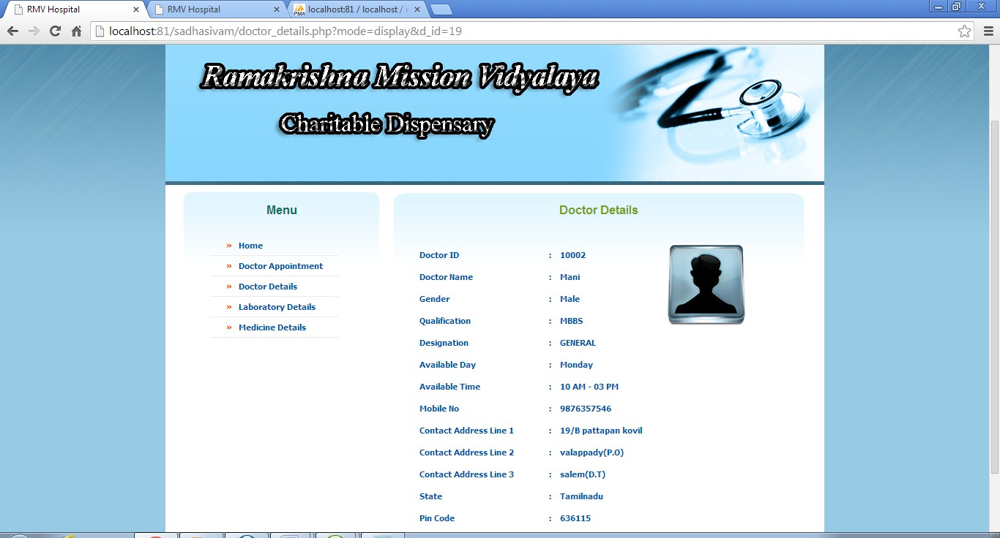 RMV Hospital
RMV Hospital
localhost:81 / localhost /
localhost:81/sadhasivam/doctor_details.php?mode=display&d_id=19
Ramakrishna Mission Vidyalaya
Charitable Dispensary
Menu
» Home
» Doctor Appointment
» Doctor Details
» Laboratory Details
» Medicine Details
Doctor Details
Doctor ID : 10002
Doctor Name : Mani
Gender : Male
Qualification : MBBS
Designation : GENERAL
Available Day : Monday
Available Time : 10 AM - 03 PM
Mobile No : 9876357546
Contact Address Line 1 : 19/B pattapan kovil
Contact Address Line 2 : valappady(P.O)
Contact Address Line 3 : salem(D.T)
State : Tamilnadu
Pin Code : 636115